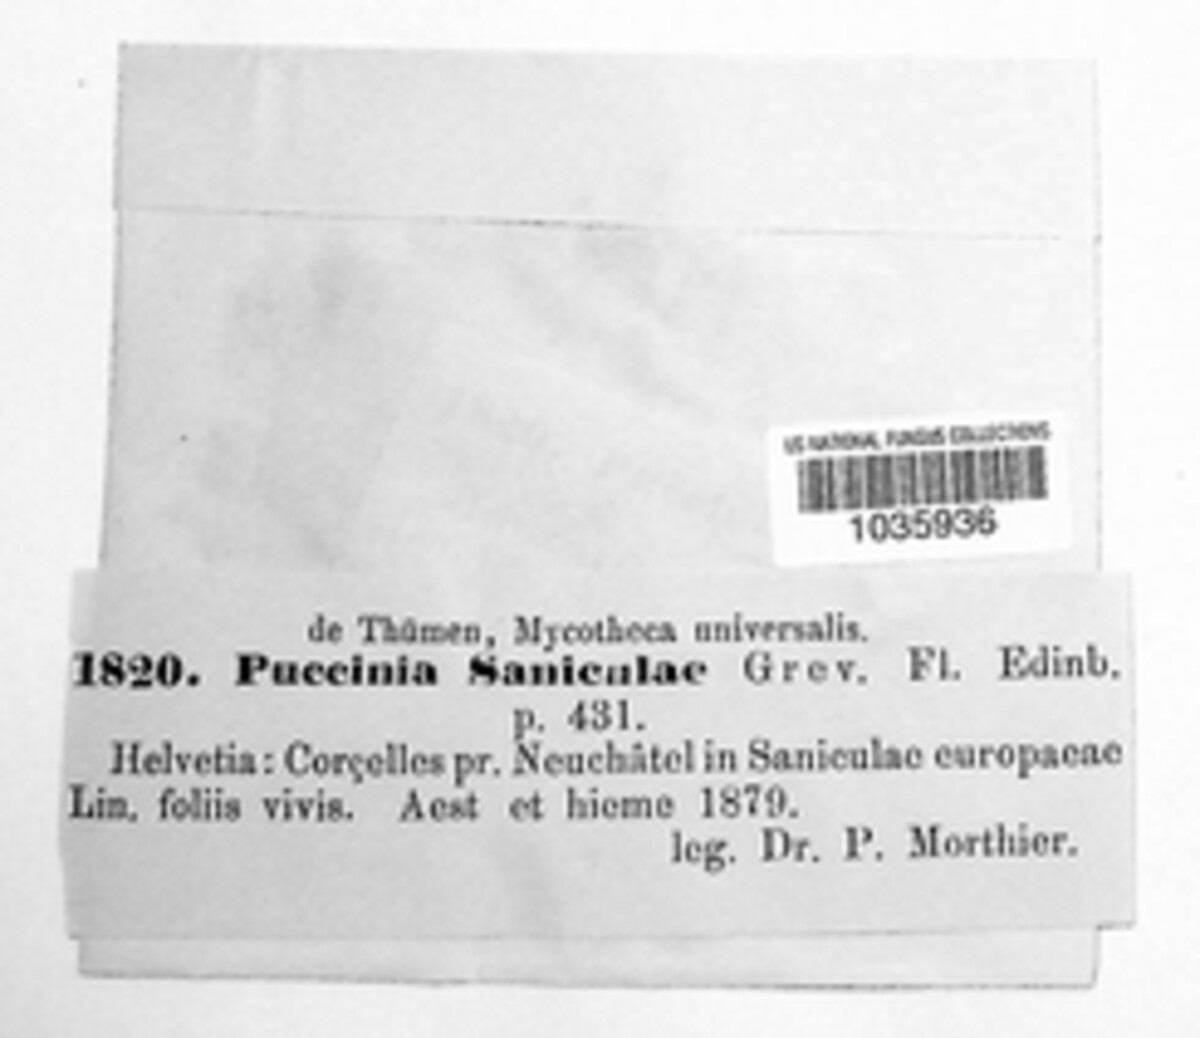 US NATIONAL FUNGUS COLLECTIONS
1035936
de Thümen, Mycotheca universalis.
1820. Puccinia Saniculae Grev. Fl. Edinb.
p. 431.
Helvetia: Corçelles pr. Neuchâtel in Saniculae europaeae
Lin. foliis vivis. Aest et hieme 1879.
leg. Dr. P. Morthier.